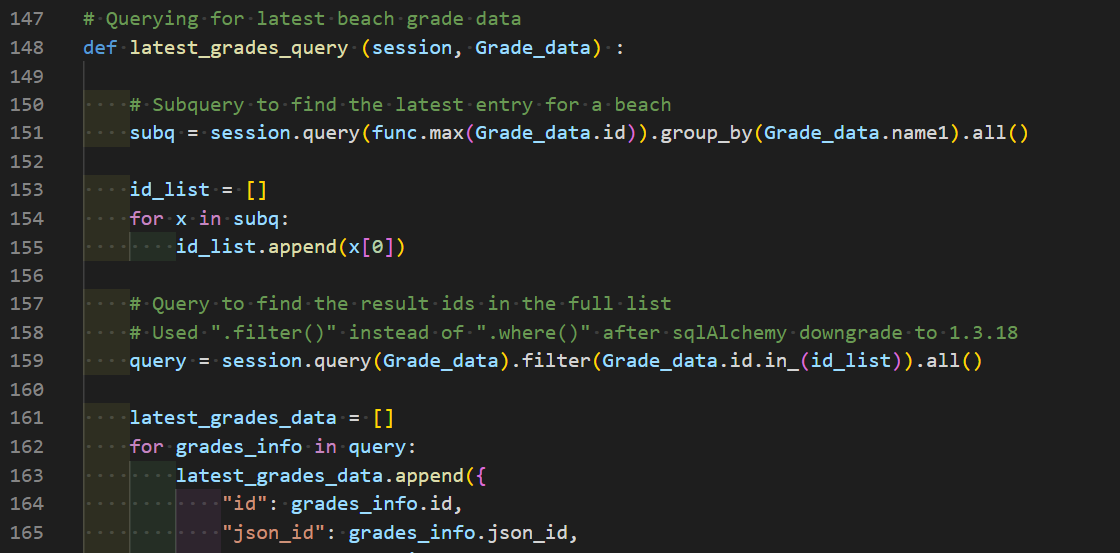 147 # Querying for latest beach grade data
148 def latest_grades_query (session, Grade_data) :
149
150     # Subquery to find the latest entry for a beach
151     subq = session.query(func.max(Grade_data.id)).group_by(Grade_data.name1).all()
152
153     id_list = []
154     for x in subq:
155         id_list.append(x[0])
156
157     # Query to find the result ids in the full list
158     # Used ".filter()" instead of ".where()" after sqlAlchemy downgrade to 1.3.18
159     query = session.query(Grade_data).filter(Grade_data.id.in_(id_list)).all()
160
161     latest_grades_data = []
162     for grades_info in query:
163         latest_grades_data.append({
164             "id": grades_info.id,
165             "json_id": grades_info.json_id,